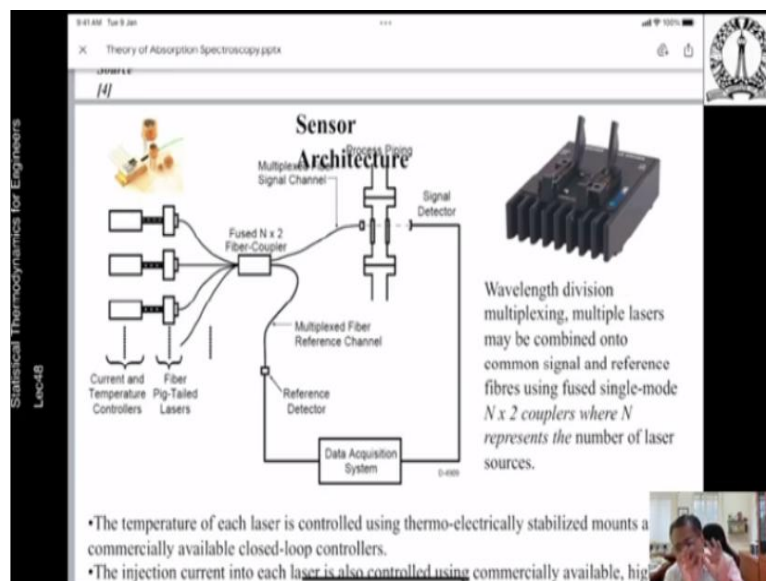 9:41 AM Tue 9 Jan
100%
Theory of Absorption Spectroscopy.pptx
Source
[4]
Sensor
Architecture
Process Piping
Multiplexed Fiber
Signal Channel
Signal
Detector
Fused N x 2
Fiber-Coupler
Multiplexed Fiber
Reference Channel
Current and
Temperature
Controllers
Fiber
Pig-Tailed
Lasers
Reference
Detector
Data Acquisition
System
D-4909
Wavelength division
multiplexing, multiple lasers
may be combined onto
common signal and reference
fibres using fused single-mode
N x 2 couplers where N
represents the number of laser
sources.
•The temperature of each laser is controlled using thermo-electrically stabilized mounts a
commercially available closed-loop controllers.
•The injection current into each laser is also controlled using commercially available, hig
Statistical Thermodynamics for Engineers
Lec48